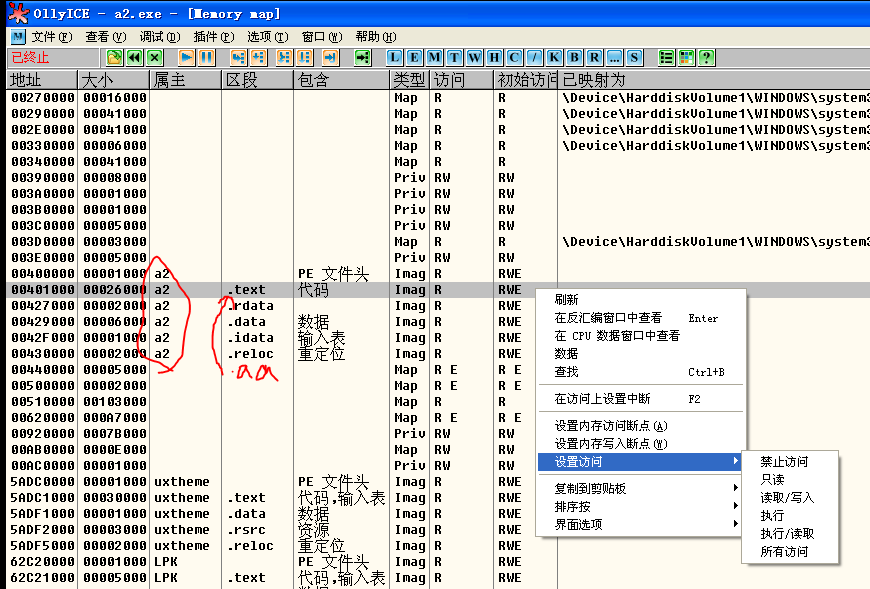 OllyICE - a2.exe - [Memory map]
M 文件(F) 查看(V) 调试(D) 插件(P) 选项(T) 窗口(W) 帮助(H)
已终止 L E M T W H C / K B R ... S ?
地址 大小 属主 区段 包含 类型 访问 初始访问 已映射为
00270000 00016000 Map R R \Device\HarddiskVolume1\WINDOWS\system3
00290000 00041000 Map R R \Device\HarddiskVolume1\WINDOWS\system3
002E0000 00041000 Map R R \Device\HarddiskVolume1\WINDOWS\system3
00330000 00006000 Map R R \Device\HarddiskVolume1\WINDOWS\system3
00340000 00041000 Map R R
00390000 00008000 Priv RW RW
003A0000 00001000 Priv RW RW
003B0000 00001000 Priv RW RW
003C0000 00005000 Priv RW RW
003D0000 00003000 Map R R \Device\HarddiskVolume1\WINDOWS\system3
003E0000 00005000 Priv RW RW
00400000 00001000 a2 PE 文件头 Imag R RWE
00401000 00026000 a2 .text 代码 Imag R RWE
00427000 00002000 a2 .rdata Imag R RWE
00429000 00006000 a2 .data 数据 Imag R RWE
0042F000 00001000 a2 .idata 输入表 Imag R RWE
00430000 00002000 a2 .reloc 重定位 Imag R RWE
.aa
00440000 00005000 Map R E R E
00500000 00002000 Map R E R E
00510000 00103000 Map R R
00620000 000A7000 Map R E R E
00920000 0007B000 Priv RW RW
00AB0000 0000E000 Map RW RW
00AC0000 00001000 Priv RW RW
5ADC0000 00001000 uxtheme PE 文件头 Imag R RWE
5ADC1000 00030000 uxtheme .text 代码,输入表 Imag R RWE
5ADF1000 00001000 uxtheme .data 数据 Imag R RWE
5ADF2000 00003000 uxtheme .rsrc 资源 Imag R RWE
5ADF5000 00002000 uxtheme .reloc 重定位 Imag R RWE
62C20000 00001000 LPK PE 文件头 Imag R RWE
62C21000 00005000 LPK .text 代码,输入表 Imag R RWE
刷新
在反汇编窗口中查看 Enter
在 CPU 数据窗口中查看
数据
查找 Ctrl+B
在访问上设置中断 F2
设置内存访问断点(A)
设置内存写入断点(W)
设置访问
复制到剪贴板
排序按
界面选项
禁止访问
只读
读取/写入
执行
执行/读取
所有访问